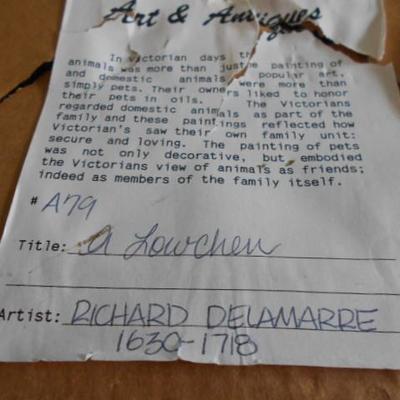 Art & Antiques
In Victorian days th
animals was more than just the painting of
and domestic animals popular art,
simply pets. Their owners were more than
their pets in oils. liked to honor
regarded domestic animals The Victorians
family and these paintings as part of the
Victorian's saw their reflected how
secure and loving. own family unit:
was not only decorative, The painting of pets
the Victorians view of but embodied
indeed as members of animals as friends;
the family itself.
# A79
Title: A Lowchen
Artist: RICHARD DELAMARRE
1630-1718